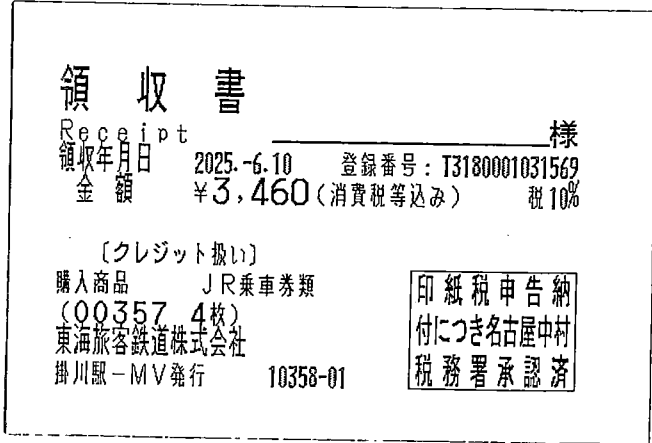 領収書
Receipt
様
領収年月日 2025.-6.10 登録番号：T3180001031569
金額 ¥3,460(消費税等込み) 税10%
〔クレジット扱い〕
購入商品 JR乗車券類
(00357 4枚)
東海旅客鉄道株式会社
掛川駅－MV発行 10358-01
印紙税申告納
付につき名古屋中村
税務署承認済